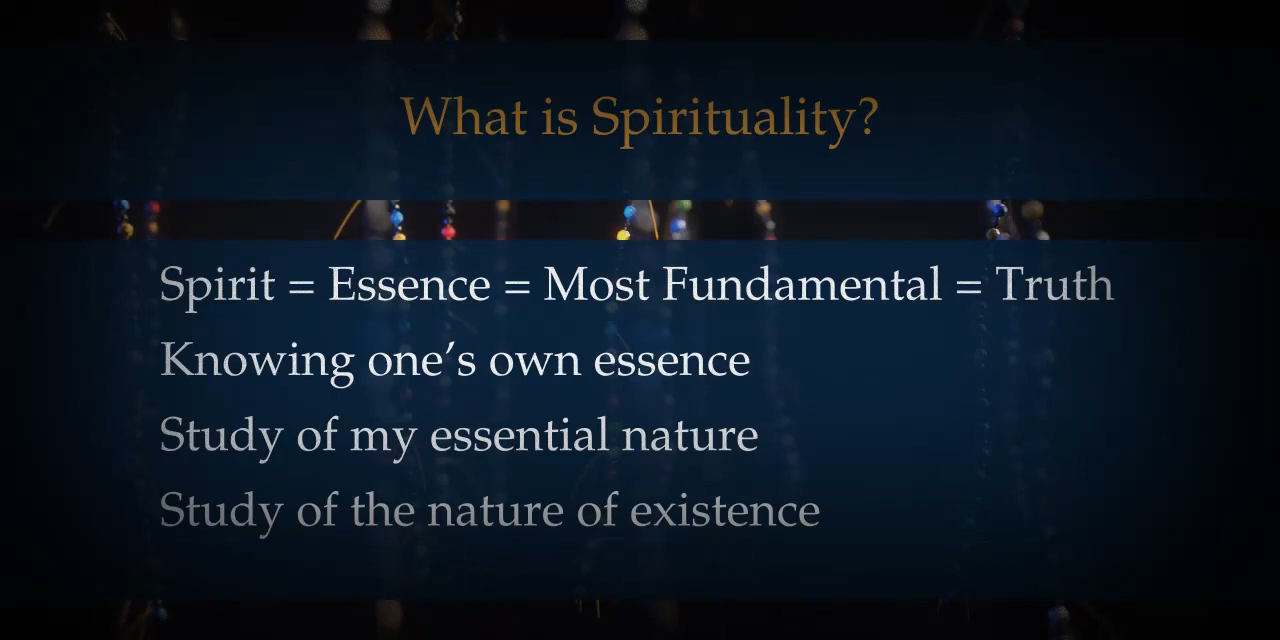 What is Spirituality?
Spirit = Essence = Most Fundamental = Truth
Knowing one’s own essence
Study of my essential nature
Study of the nature of existence